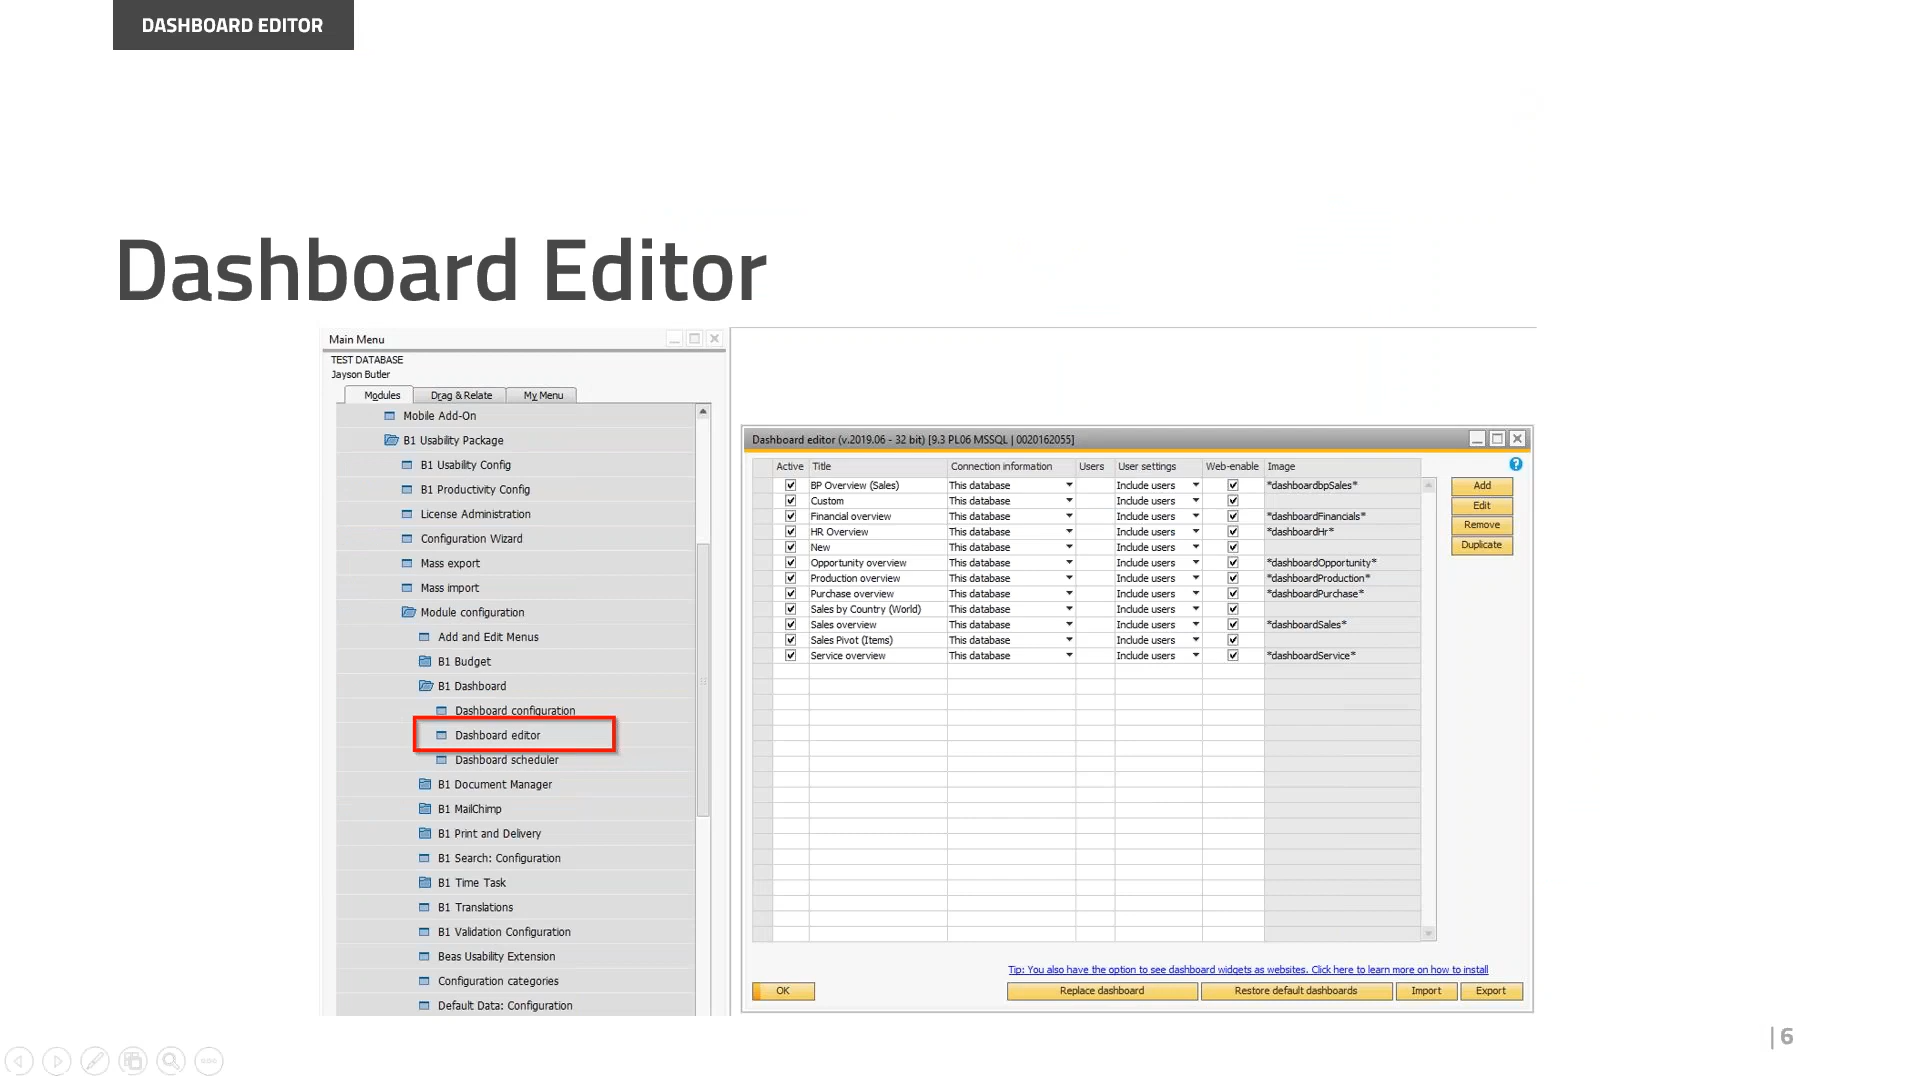 DASHBOARD EDITOR
Dashboard Editor
Main Menu
TEST DATABASE
Jayson Butler
Modules Drag & Relate My Menu
Mobile Add-On
B1 Usability Package
B1 Usability Config
B1 Productivity Config
License Administration
Configuration Wizard
Mass export
Mass import
Module configuration
Add and Edit Menus
B1 Budget
B1 Dashboard
Dashboard configuration
Dashboard editor
Dashboard scheduler
B1 Document Manager
B1 MailChimp
B1 Print and Delivery
B1 Search: Configuration
B1 Time Task
B1 Translations
B1 Validation Configuration
Beas Usability Extension
Configuration categories
Default Data: Configuration
Dashboard editor (v.2019.06 - 32 bit) [9.3 PL06 MSSQL | 0020162055]
Active Title Connection information Users User settings Web-enable Image
BP Overview (Sales) This database Include users *dashboardbpSales*
Custom This database Include users
Financial overview This database Include users *dashboardFinancials*
HR Overview This database Include users *dashboardHr*
New This database Include users
Opportunity overview This database Include users *dashboardOpportunity*
Production overview This database Include users *dashboardProduction*
Purchase overview This database Include users *dashboardPurchase*
Sales by Country (World) This database Include users
Sales overview This database Include users *dashboardSales*
Sales Pivot (Items) This database Include users
Service overview This database Include users *dashboardService*
Add
Edit
Remove
Duplicate
Tip: You also have the option to see dashboard widgets as websites. Click here to learn more on how to install
OK Replace dashboard Restore default dashboards Import Export
| 6